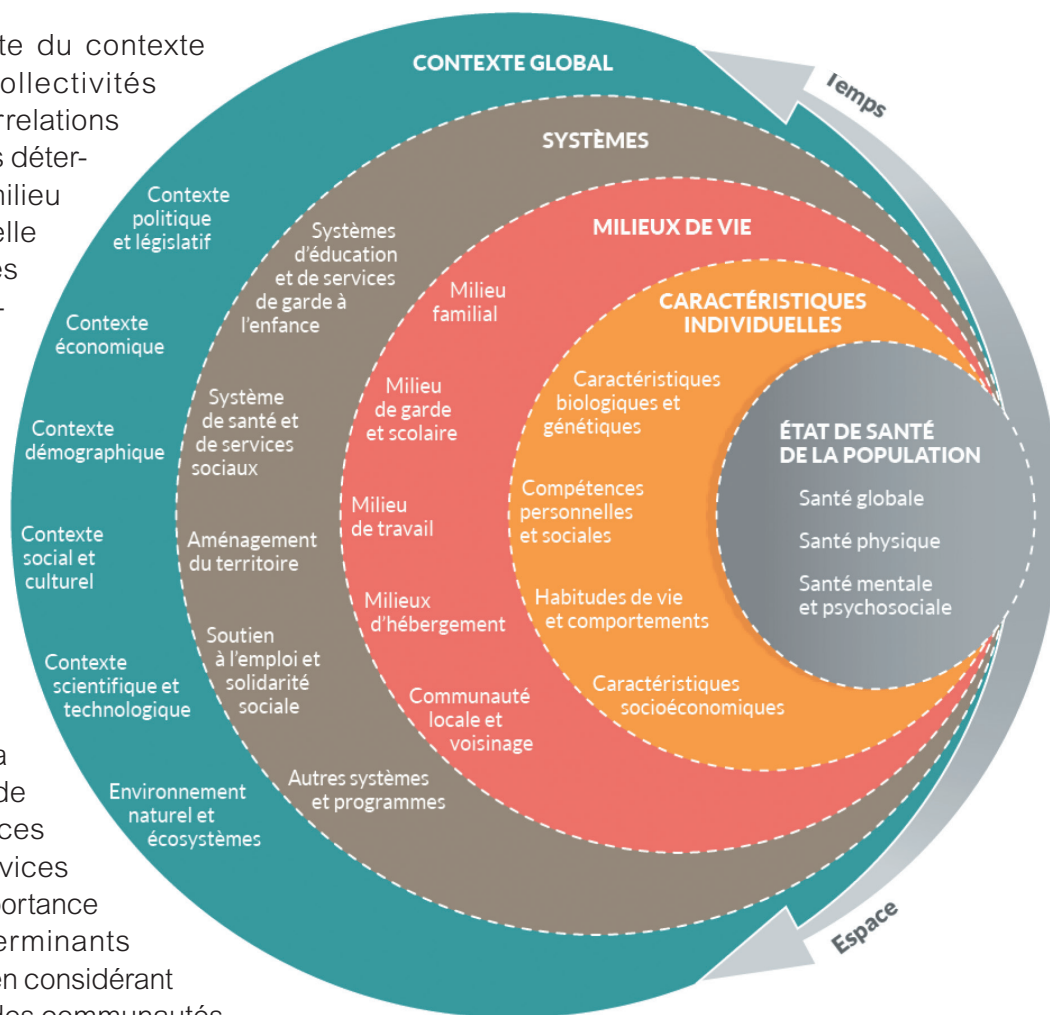 te du contexte
ollectivités
rrelations
s déter-
milieu
elle
es
-
a
de
ces
vices
portance
erminants
en considérant
des communautés
CONTEXTE GLOBAL
Contexte
politique
et législatif
Contexte
économique
Contexte
démographique
Contexte
social et
culturel
Contexte
scientifique et
technologique
Environnement
naturel et
écosystèmes
SYSTÈMES
Systèmes
d'éducation
et de services
de garde à
l'enfance
Système
de santé et
de services
sociaux
Aménagement
du territoire
Soutien
à l'emploi et
solidarité
sociale
Autres systèmes
et programmes
MILIEUX DE VIE
Milieu
familial
Milieu
de garde
et scolaire
Milieu
de travail
Milieux
d'hébergement
Communauté
locale et
voisinage
CARACTÉRISTIQUES
INDIVIDUELLES
Caractéristiques
biologiques et
génétiques
Compétences
personnelles
et sociales
Habitudes de vie
et comportements
Caractéristiques
socioéconomiques
ÉTAT DE SANTÉ
DE LA POPULATION
Santé globale
Santé physique
Santé mentale
et psychosociale
Temps
Espace